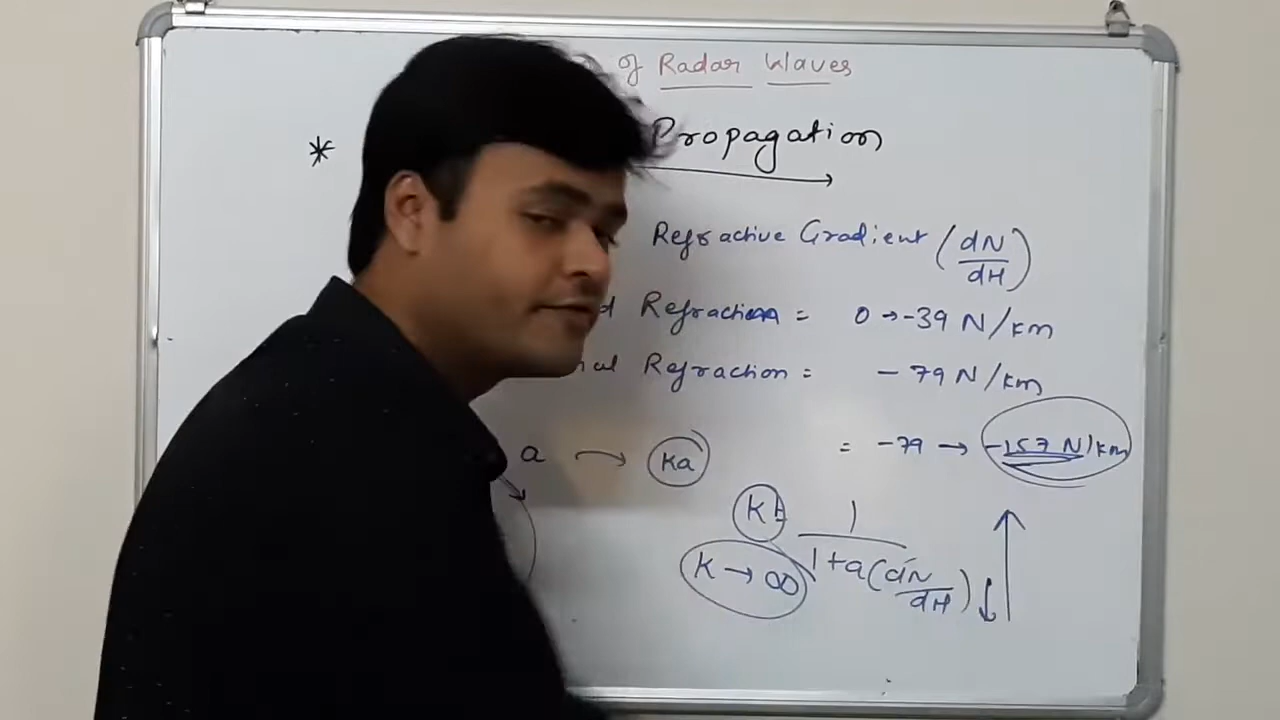 of Radar Waves
* Propagation
Refractive Gradient (dN/dH)
Refraction = 0 → -39 N/km
Refraction = - 79 N/km
= -79 → -157 N/km
a → Ka
K = 1/1+a(dN/dH)
K → ∞